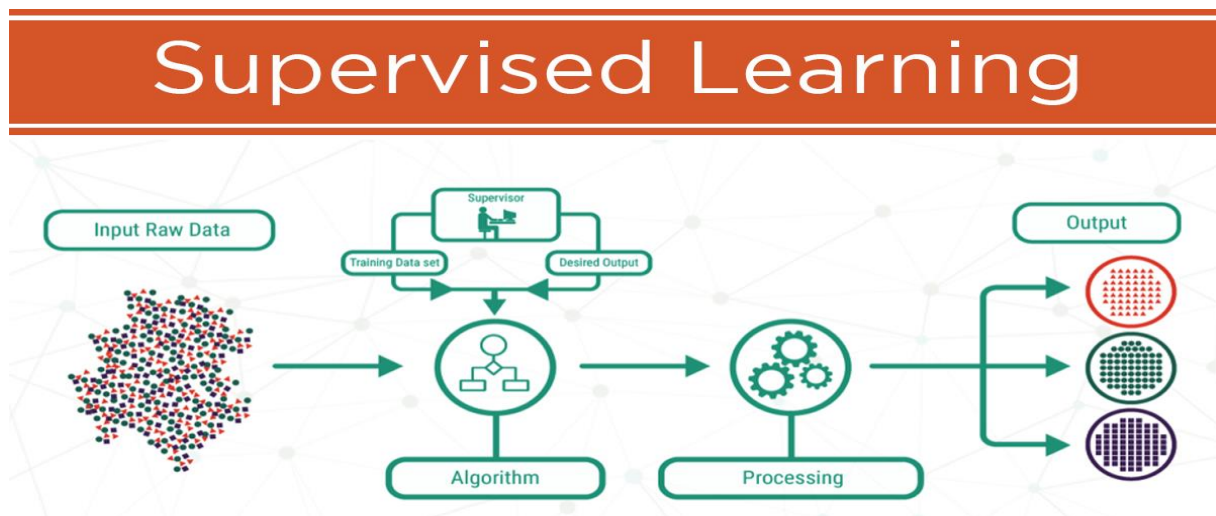 Supervised Learning
Input Raw Data
Supervisor
Training Data set
Desired Output
Algorithm
Processing
Output